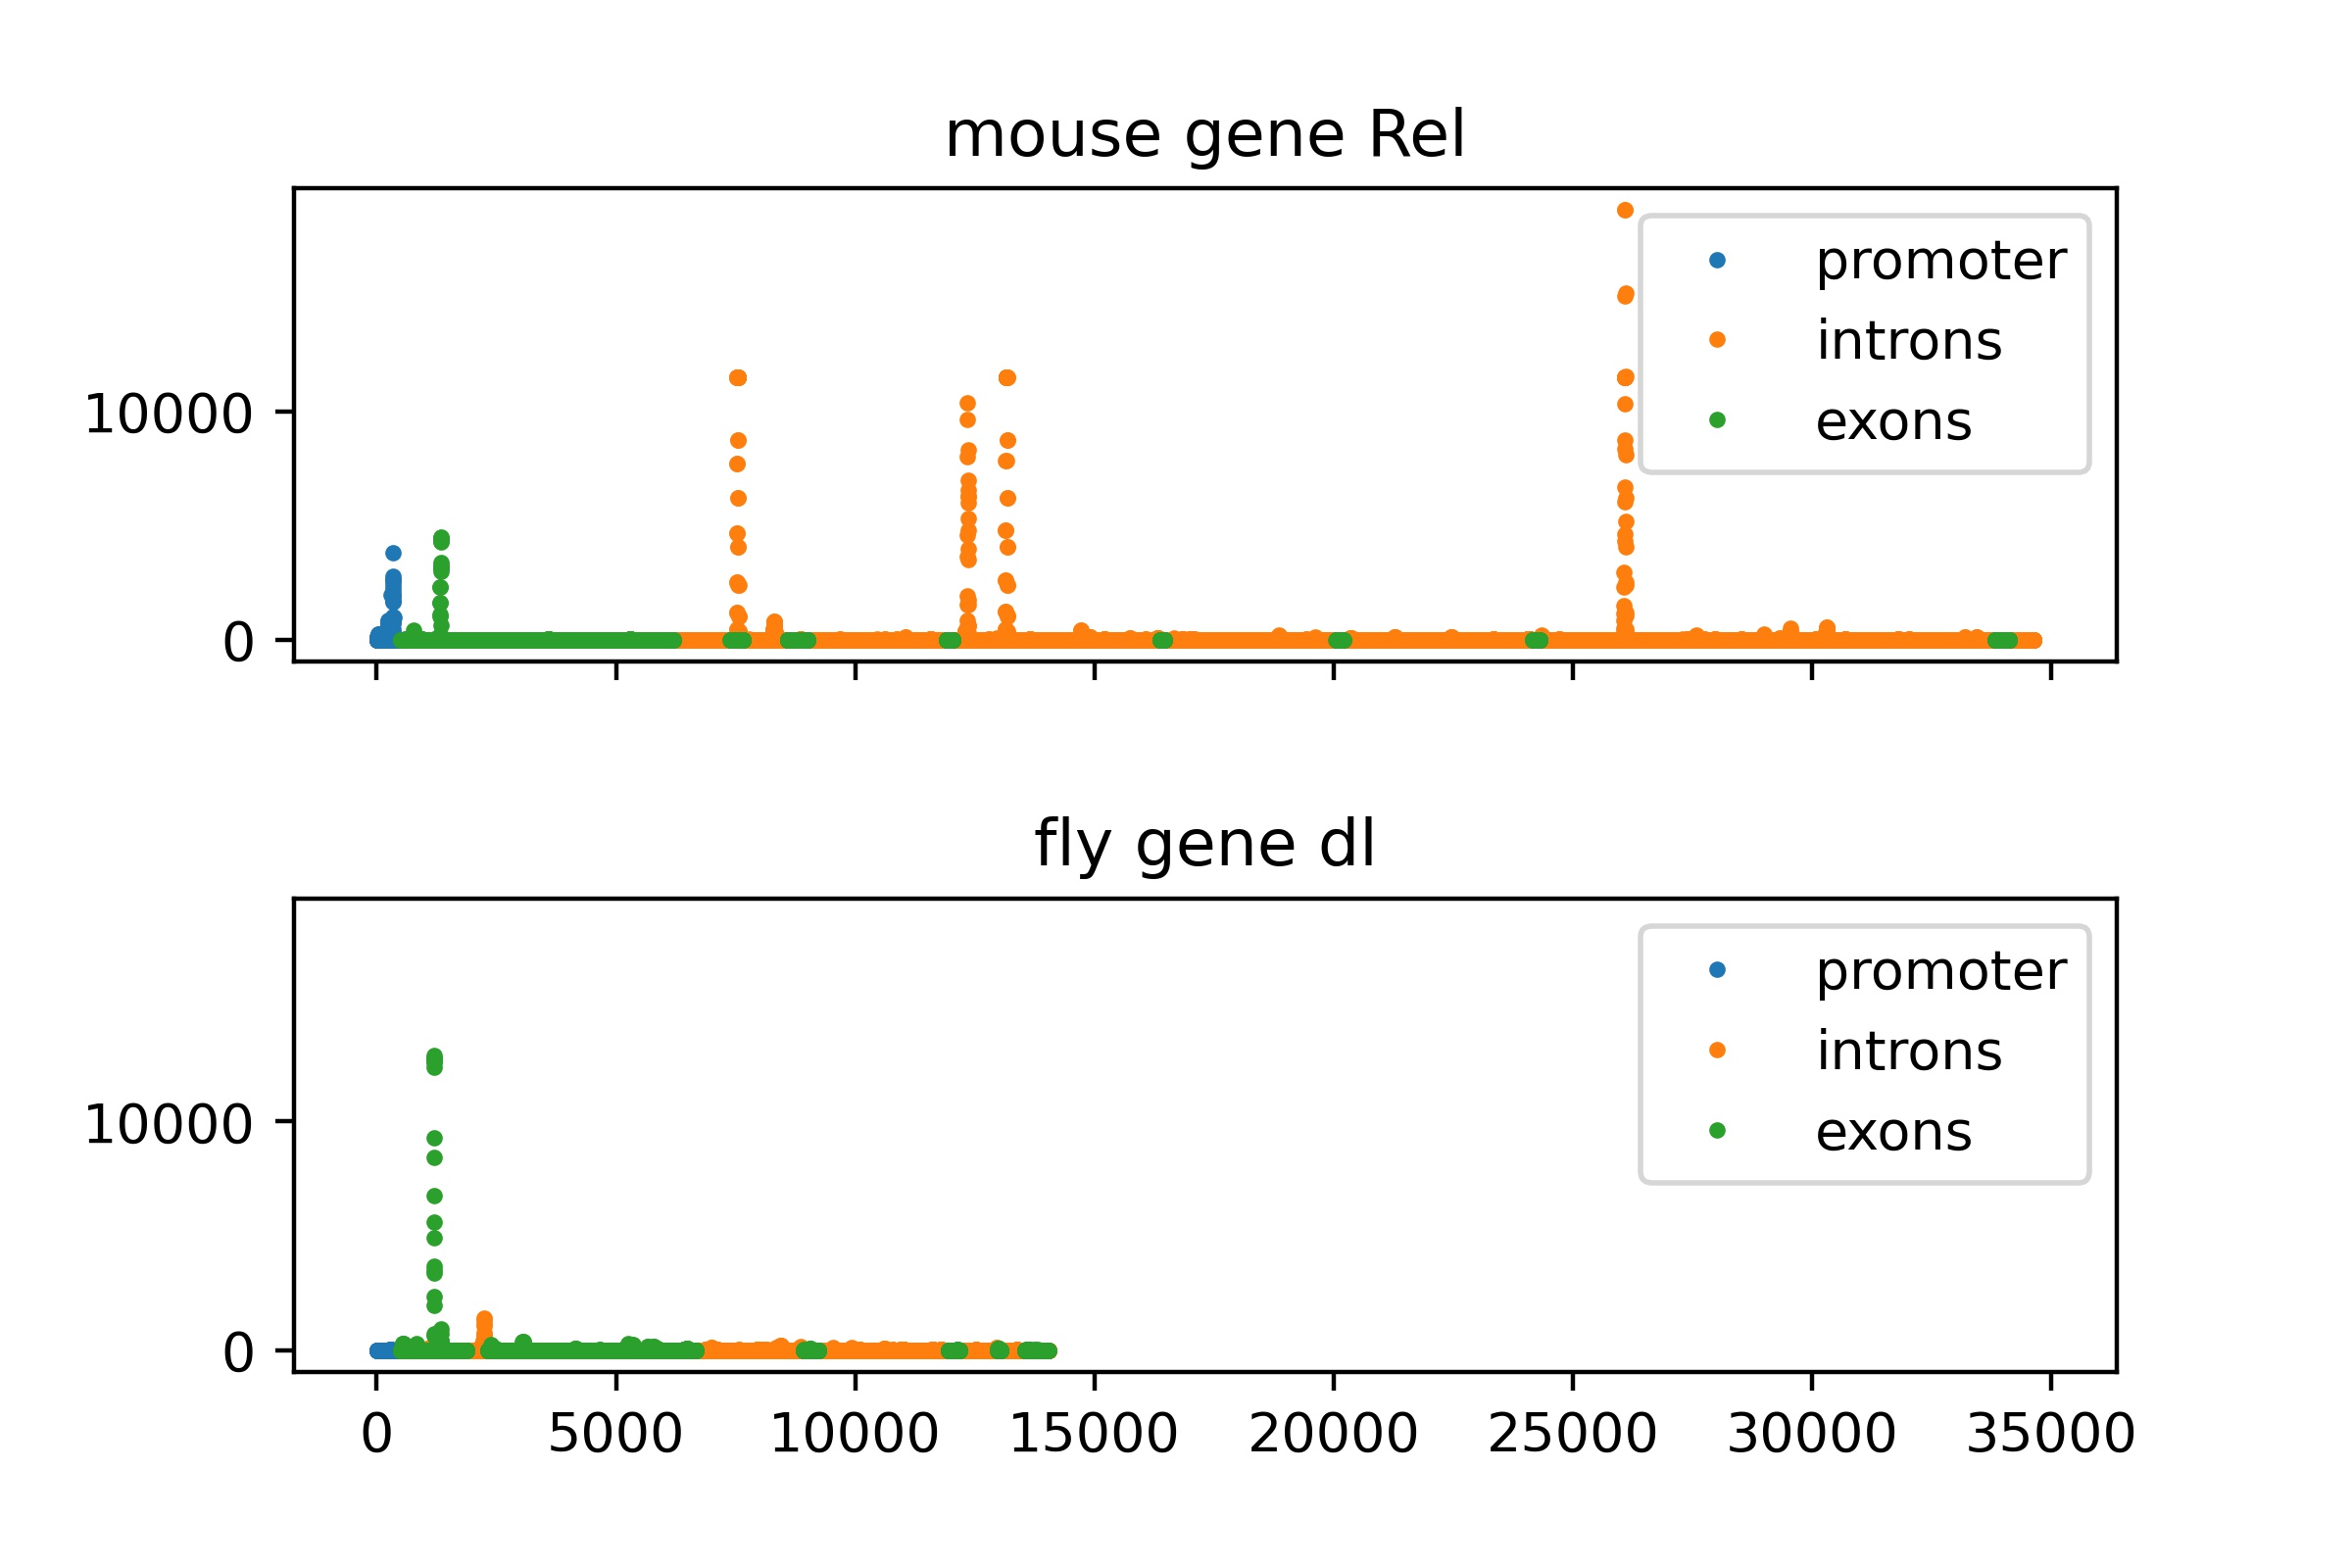 mouse gene Rel
10000
0
promoter
introns
exons
fly gene dl
10000
0
promoter
introns
exons
0 5000 10000 15000 20000 25000 30000 35000